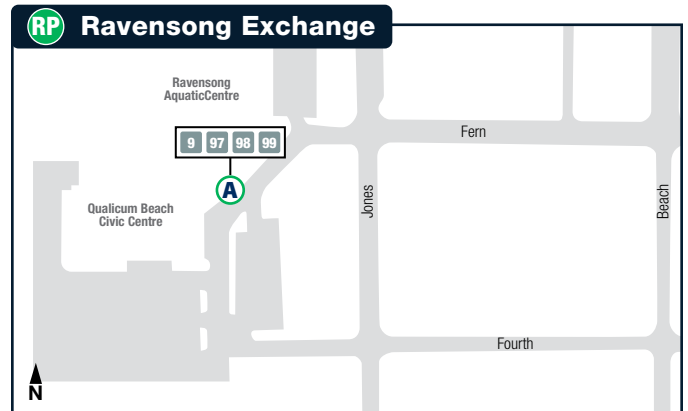 RP Ravensong Exchange
Ravensong
AquaticCentre
9 97 98 99
Fern
A
Qualicum Beach
Civic Centre
Jones
Beach
Fourth
N